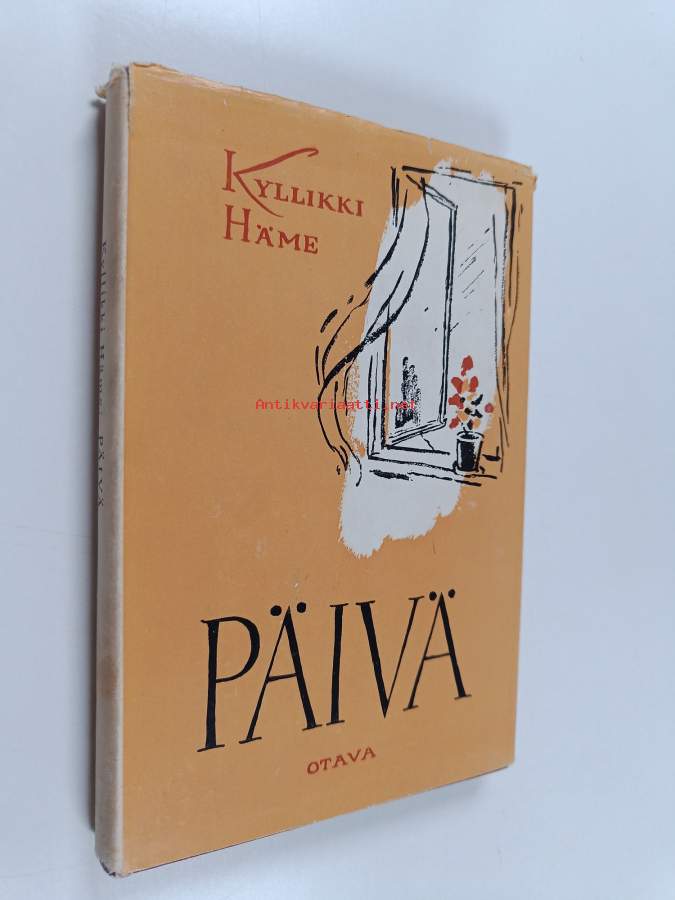 KYLLIKKI
HÄME
Antikvariaatti.net
PÄIVÄ
OTAVA
KYLLIKKI HÄME: PÄIVÄ